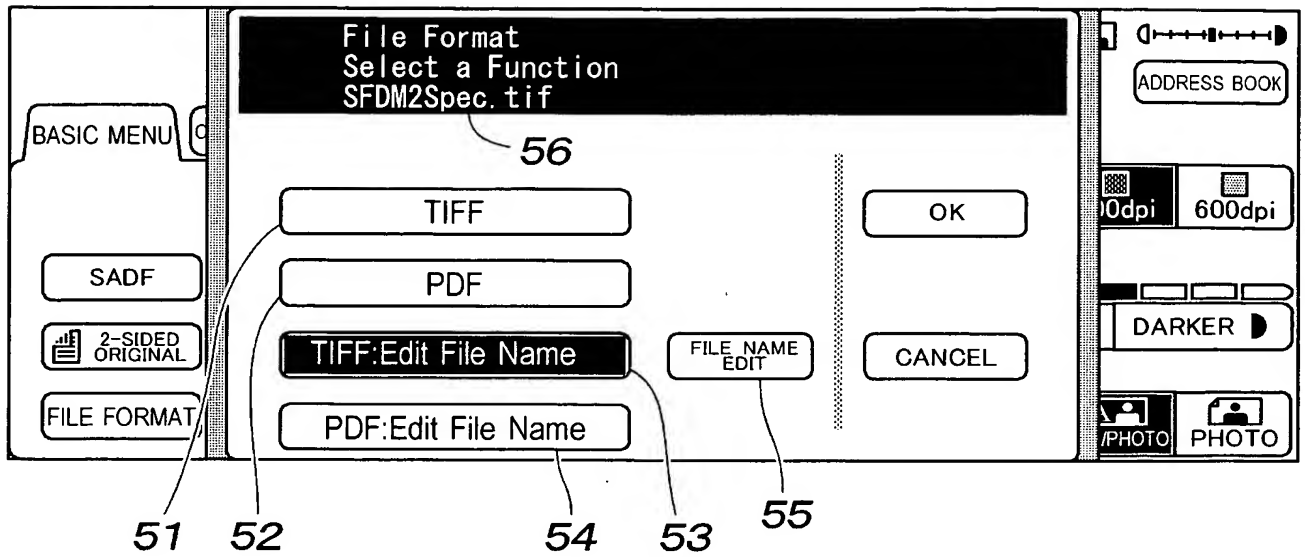 File Format
Select a Function
SFDM2Spec.tif
56
BASIC MENU
SADF
2-SIDED
ORIGINAL
FILE FORMAT
TIFF
PDF
TIFF:Edit File Name
PDF:Edit File Name
FILE NAME
EDIT
OK
CANCEL
ADDRESS BOOK
00dpi
600dpi
DARKER
/PHOTO
PHOTO
51
52
54
53
55